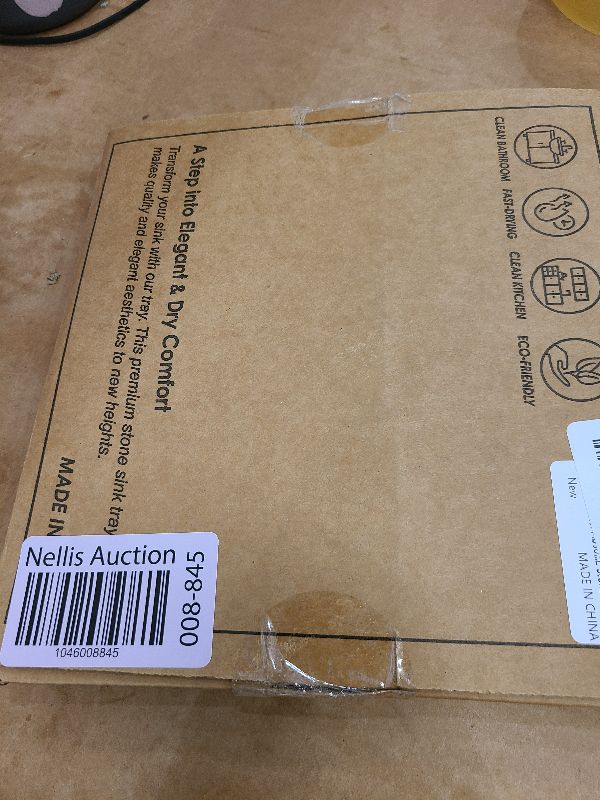 CLEAN BATHROOM
FAST-DRYING
CLEAN KITCHEN
ECO-FRIENDLY
A Step into Elegant & Dry Comfort
Transform your sink with our tray. This premium stone sink tray
makes quality and elegant aesthetics to new heights.
MADE IN
Nellis Auction
008-845
1046008845
New
MADE IN CHINA